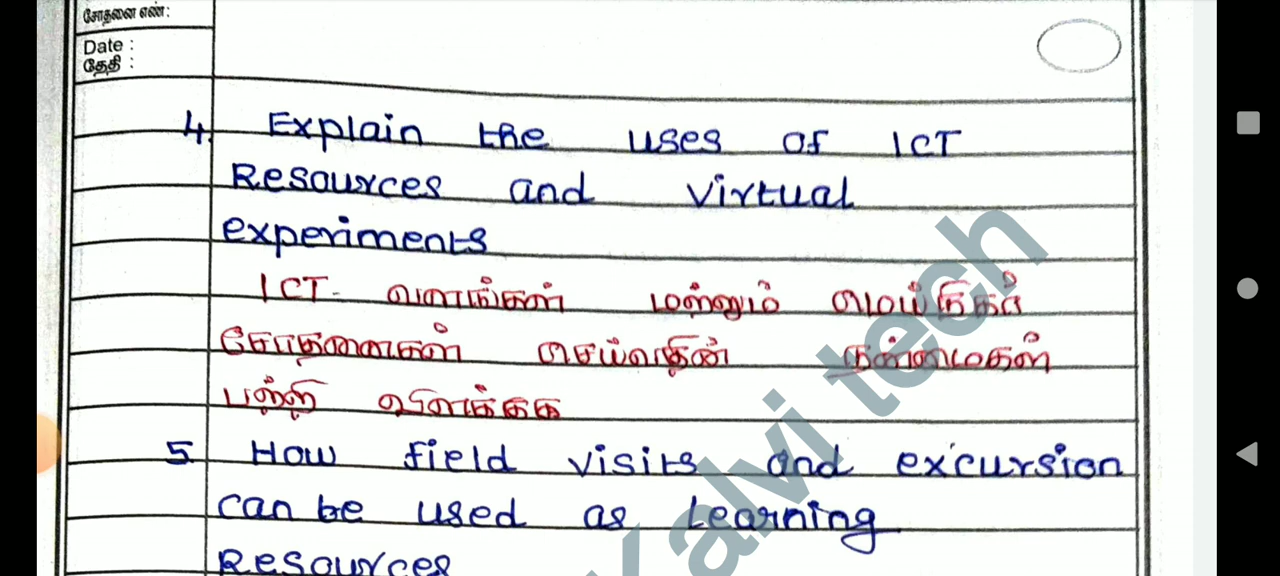 சோதனை எண்:
Date :
தேதி :
4. Explain the uses of ICT
Resources and virtual
experiments
ICT- வளங்கள் மற்றும் மெய்நிகர்
சோதனைகள் செய்வதின் நன்மைகள்
பற்றி விளக்குக
5. How field visits and excursion
can be used as Learning
Resources
Kalvi tech